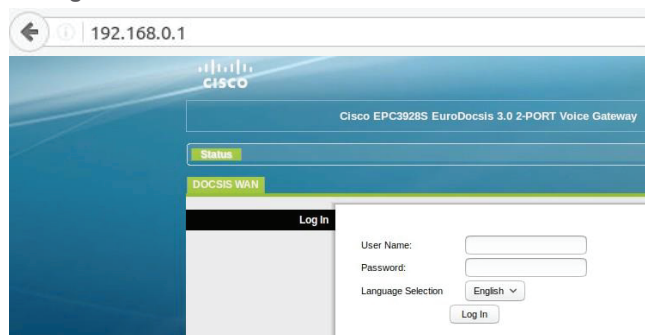 192.168.0.1
CISCO
Cisco EPC3928S EuroDocsis 3.0 2-PORT Voice Gateway
Status
DOCSIS WAN
Log In
User Name:
Password:
Language Selection English
Log In